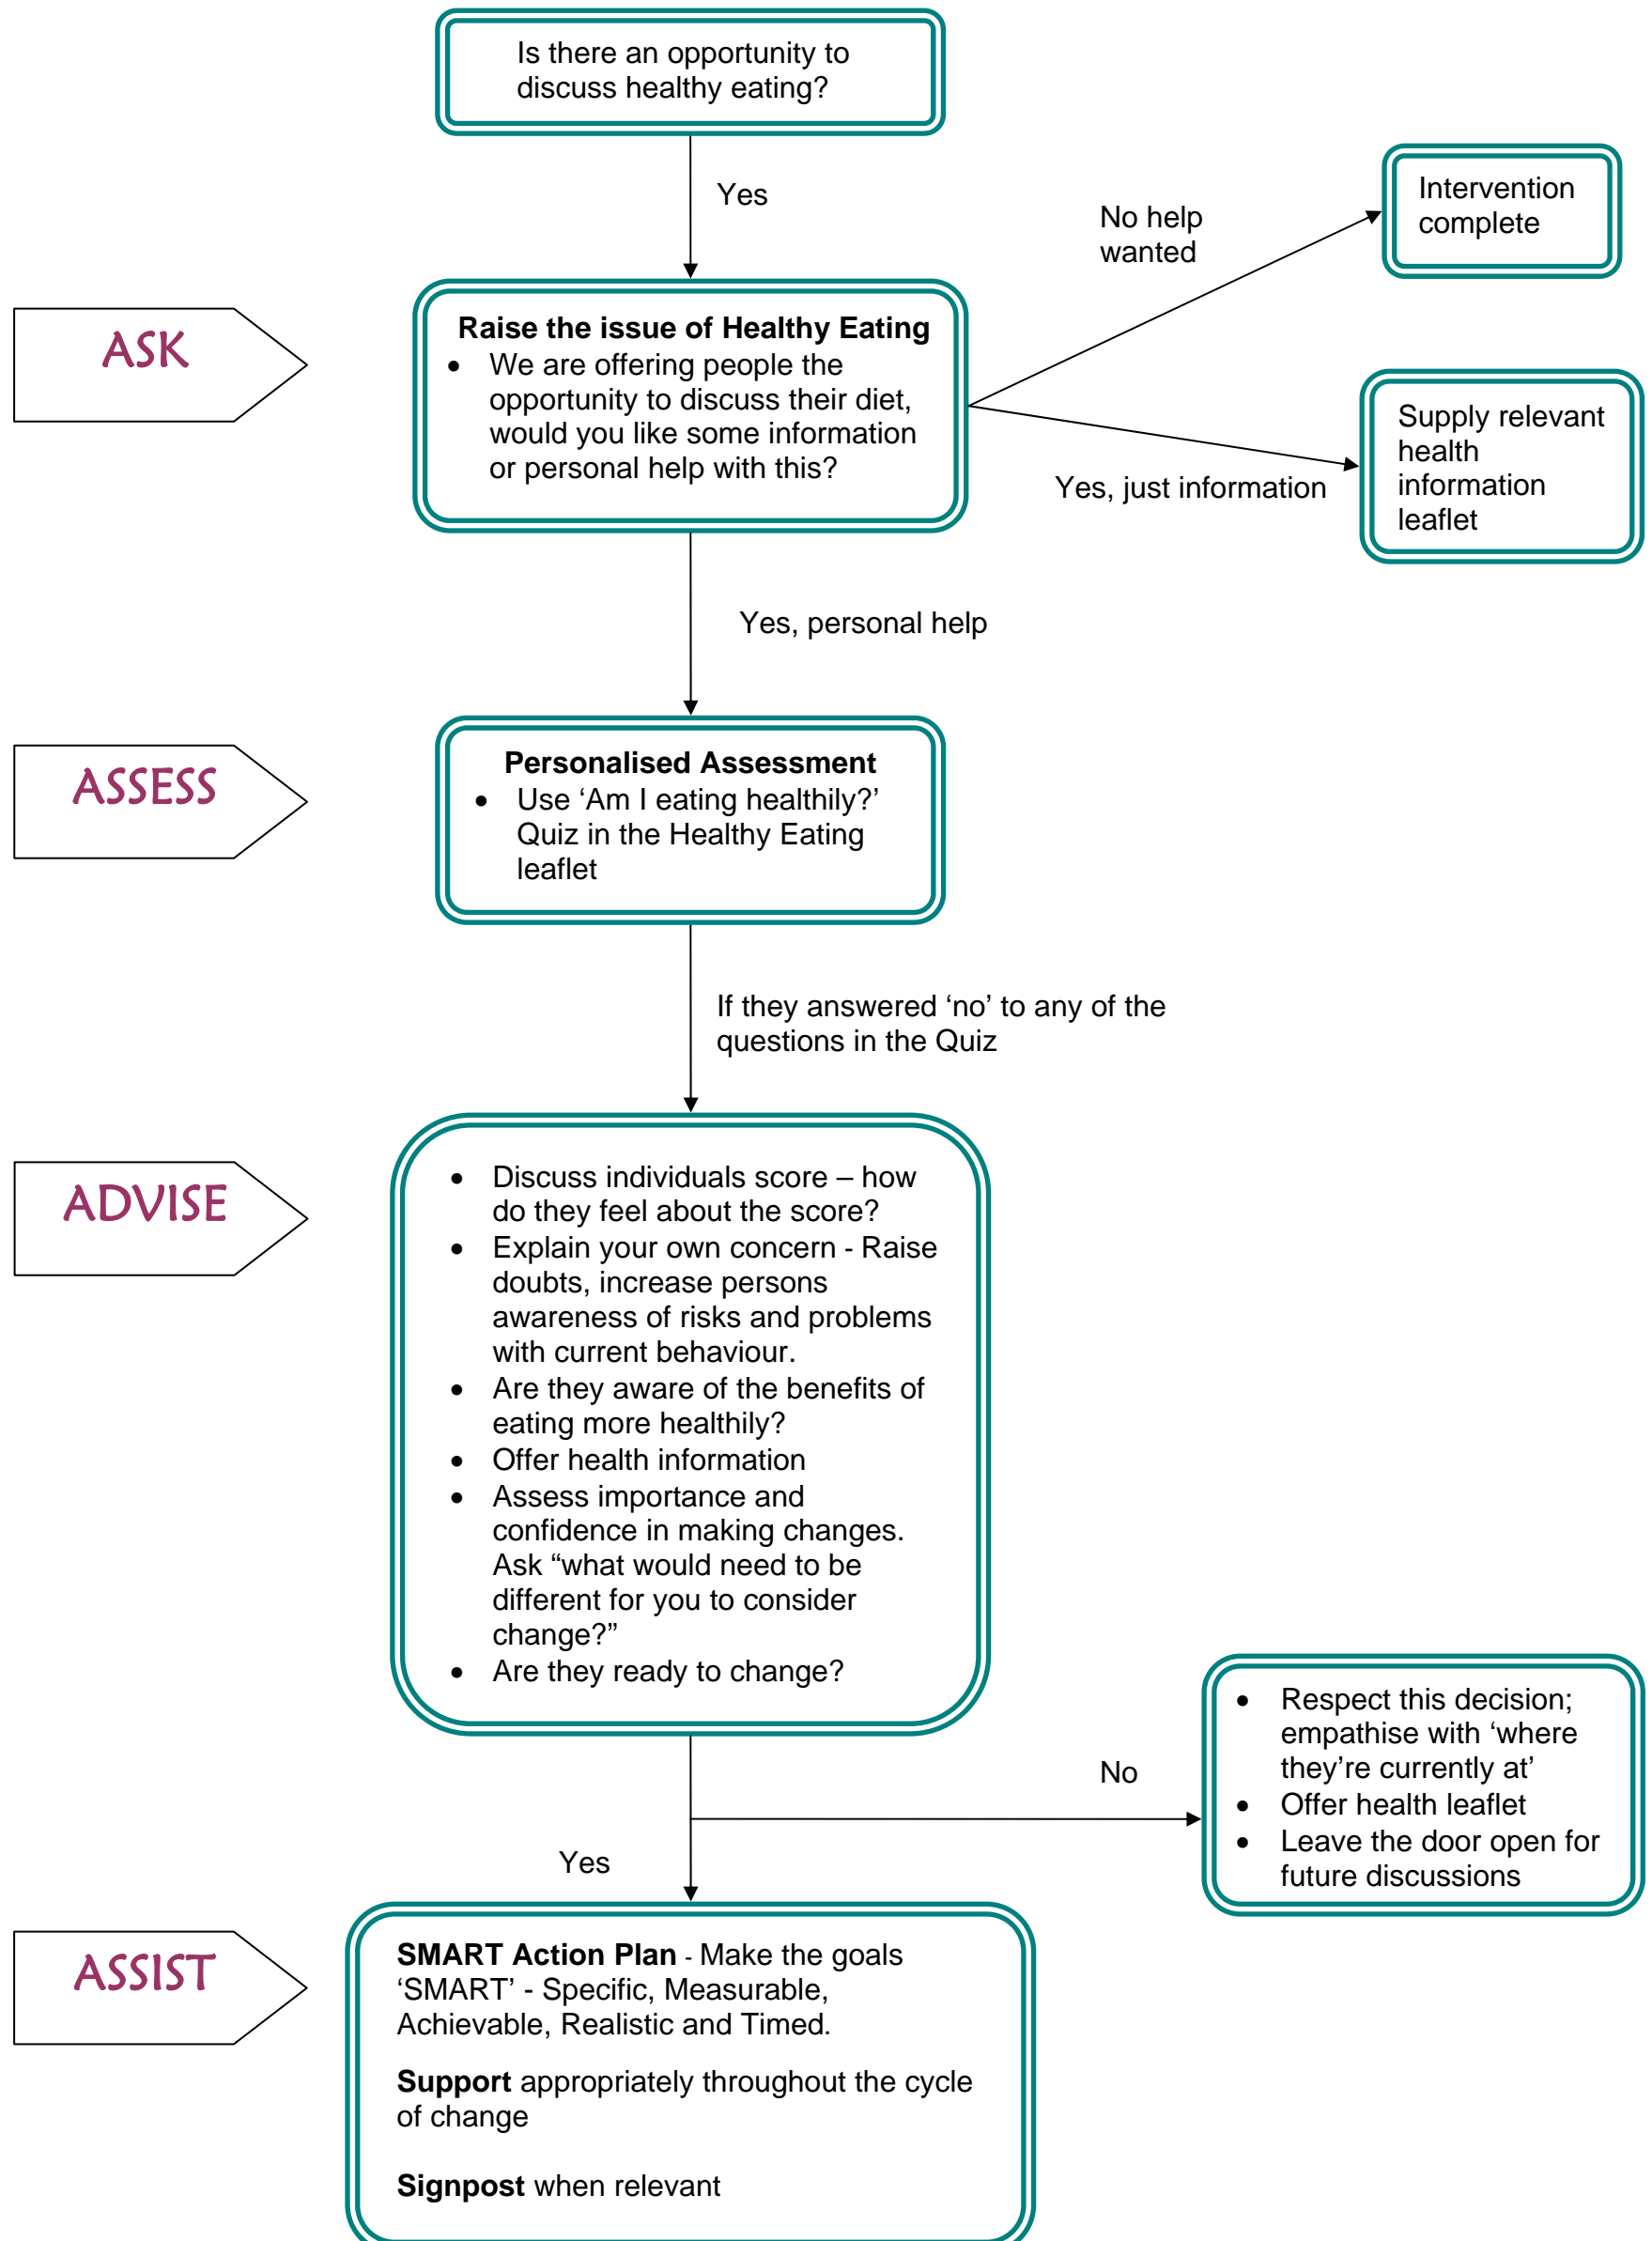 Is there an opportunity to
discuss healthy eating?
Yes
No help
wanted
Intervention
complete
ASK
Raise the issue of Healthy Eating
• We are offering people the
opportunity to discuss their diet,
would you like some information
or personal help with this?
Yes, just information
Supply relevant
health
information
leaflet
Yes, personal help
ASSESS
Personalised Assessment
• Use ‘Am I eating healthily?’
Quiz in the Healthy Eating
leaflet
If they answered ‘no’ to any of the
questions in the Quiz
ADVISE
• Discuss individuals score – how
do they feel about the score?
• Explain your own concern - Raise
doubts, increase persons
awareness of risks and problems
with current behaviour.
• Are they aware of the benefits of
eating more healthily?
• Offer health information
• Assess importance and
confidence in making changes.
Ask “what would need to be
different for you to consider
change?”
• Are they ready to change?
No
• Respect this decision;
empathise with ‘where
they’re currently at’
• Offer health leaflet
• Leave the door open for
future discussions
Yes
ASSIST
SMART Action Plan - Make the goals
‘SMART’ - Specific, Measurable,
Achievable, Realistic and Timed.
Support appropriately throughout the cycle
of change
Signpost when relevant